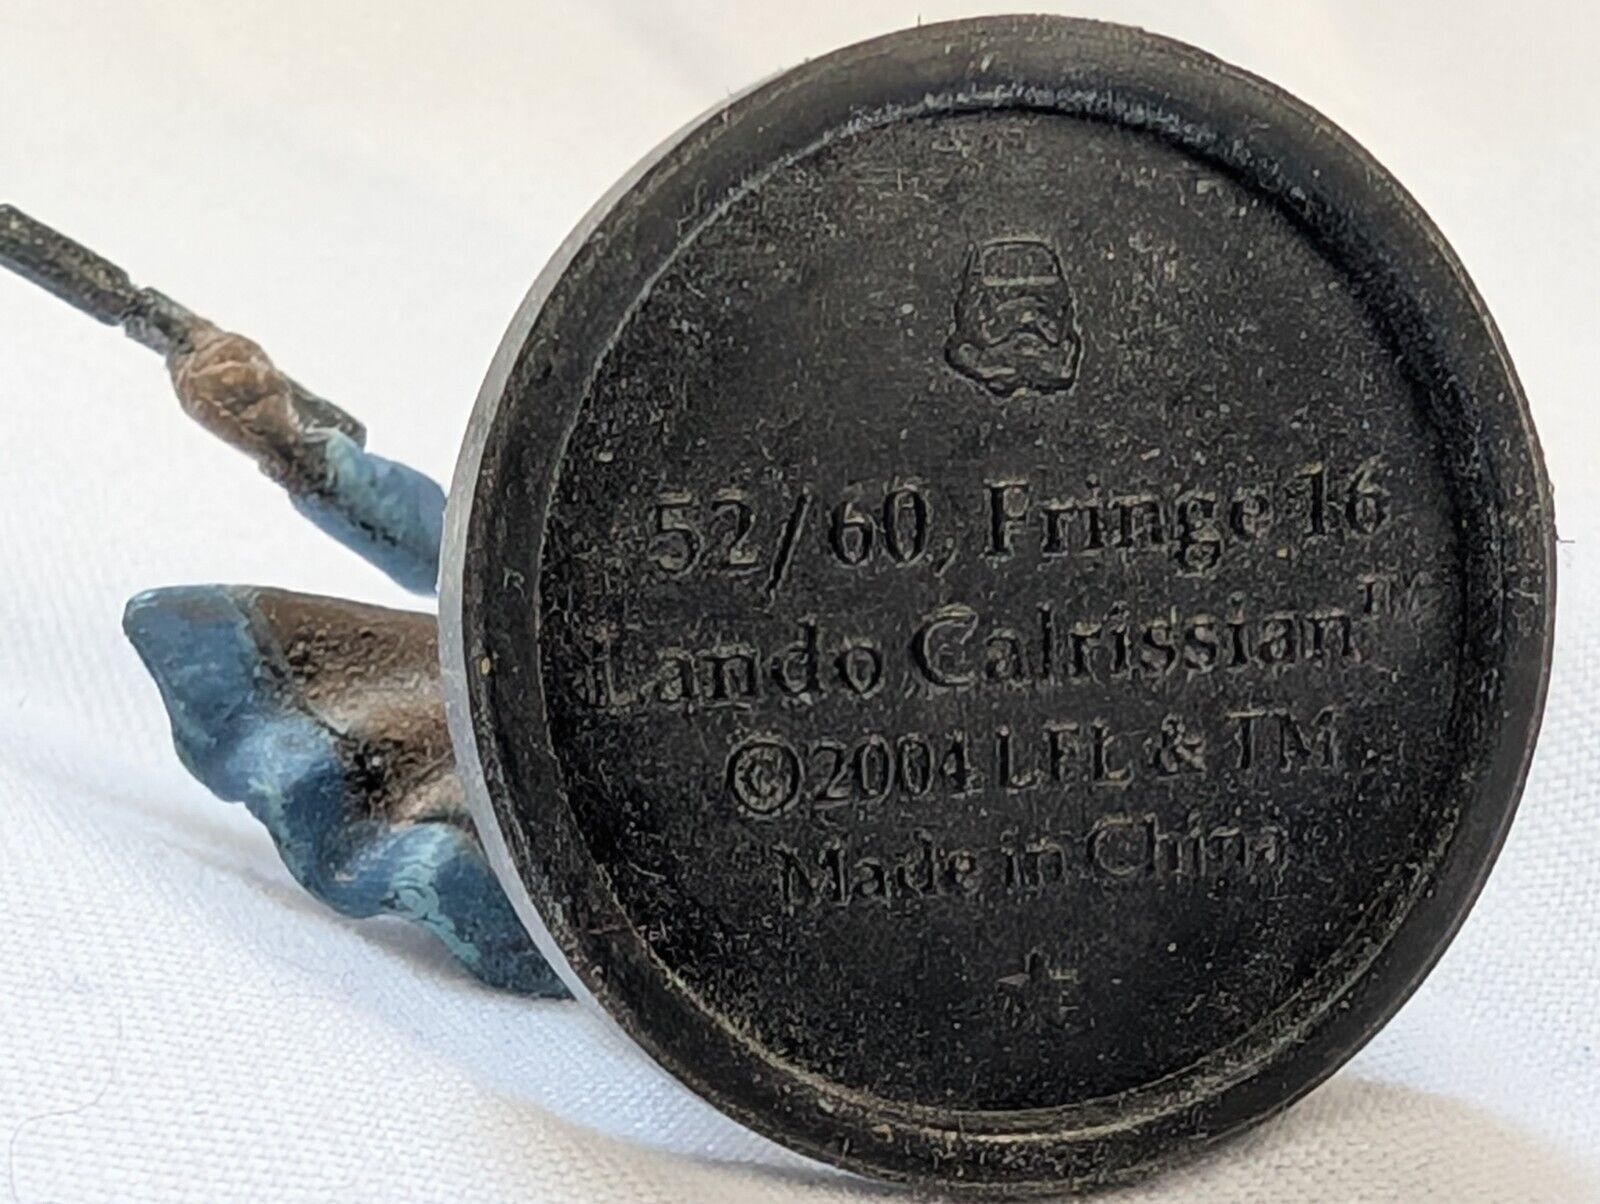 52/60, Fringe 16
Lando Calrissian™
©2004 LFL & TM
Made in China